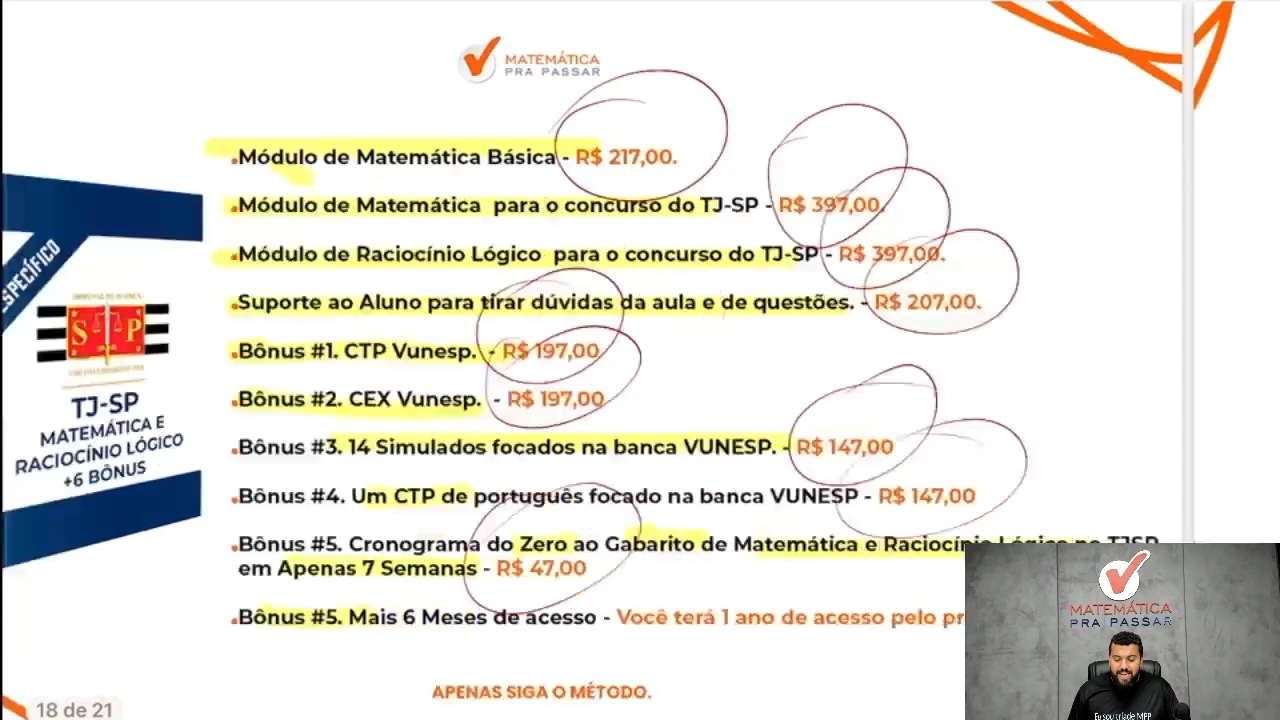 MATEMÁTICA
PRA PASSAR
.Módulo de Matemática Básica - R$ 217,00.
.Módulo de Matemática para o concurso do TJ-SP - R$ 397,00.
.Módulo de Raciocínio Lógico para o concurso do TJ-SP - R$ 397,00.
.Suporte ao Aluno para tirar dúvidas da aula e de questões. - R$ 207,00.
.Bônus #1. CTP Vunesp. - R$ 197,00
.Bônus #2. CEX Vunesp. - R$ 197,00
.Bônus #3. 14 Simulados focados na banca VUNESP. - R$ 147,00
.Bônus #4. Um CTP de português focado na banca VUNESP - R$ 147,00
.Bônus #5. Cronograma do Zero ao Gabarito de Matemática e Raciocínio Lógico no TJSP
em Apenas 7 Semanas - R$ 47,00
.Bônus #5. Mais 6 Meses de acesso - Você terá 1 ano de acesso pelo
APENAS SIGA O MÉTODO.
18 de 21
SPECÍFICO
S P
TJ-SP
MATEMÁTICA E
RACIOCÍNIO LÓGICO
+6 BÔNUS
MATEMÁTICA
PRA PASSAR
Eu sou cria de MPP